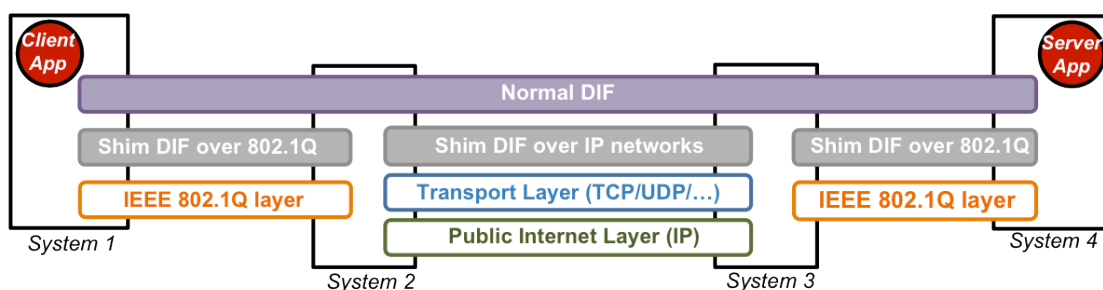 Client
App
Server
App
Normal DIF
Shim DIF over 802.1Q
Shim DIF over IP networks
Shim DIF over 802.1Q
IEEE 802.1Q layer
Transport Layer (TCP/UDP/…)
IEEE 802.1Q layer
Public Internet Layer (IP)
System 1
System 4
System 2
System 3